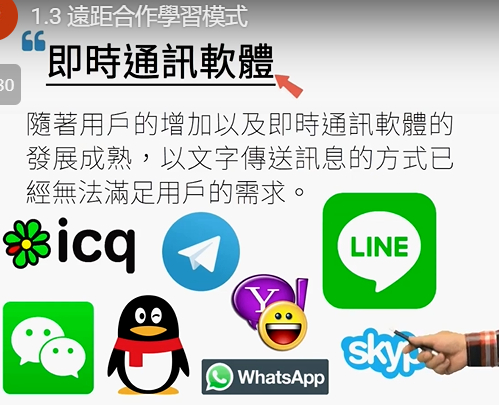 1.3 遠距合作學習模式
30
即時通訊軟體
隨著用戶的增加以及即時通訊軟體的
發展成熟，以文字傳送訊息的方式已
經無法滿足用戶的需求。
icq
LINE
Y!
skyp
WhatsApp